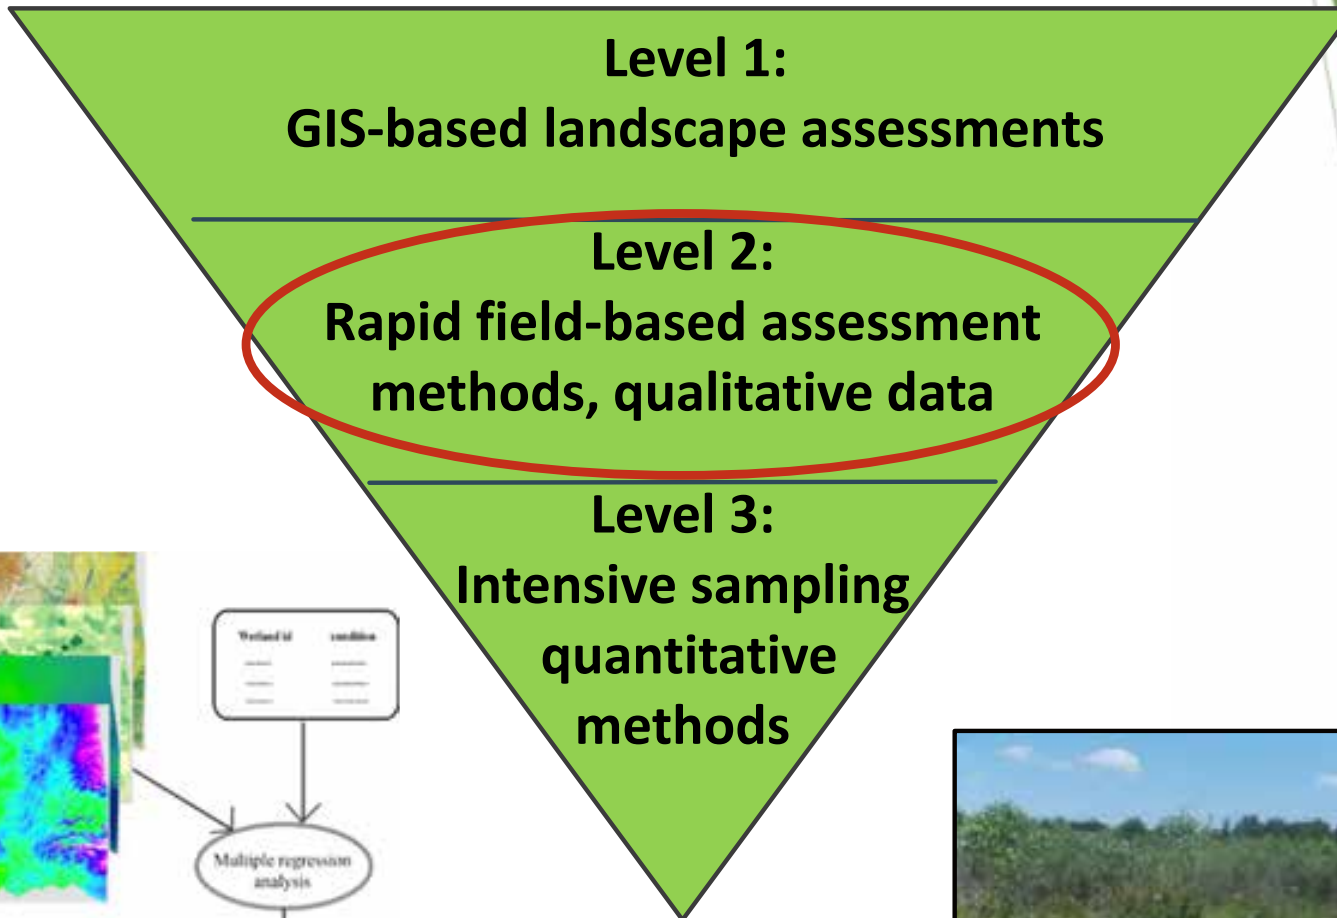 Level 1:
GIS-based landscape assessments
Level 2:
Rapid field-based assessment
methods, qualitative data
Level 3:
Intensive sampling
quantitative
methods
Wetland id condition
Multiple regression
analysis